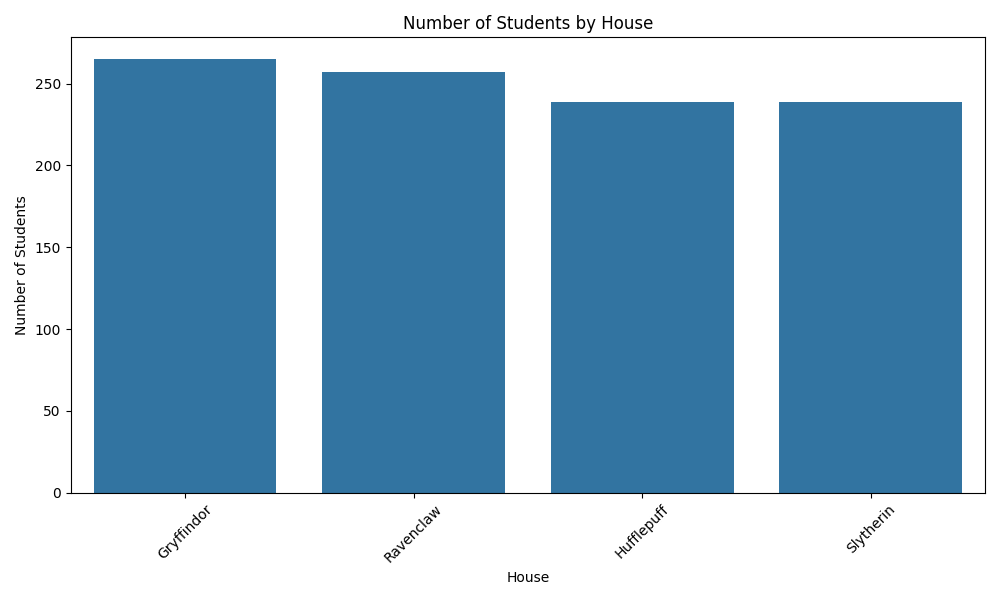 Number of Students by House
Number of Students
250
200
150
100
50
0
Gryffindor
Ravenclaw
Hufflepuff
Slytherin
House